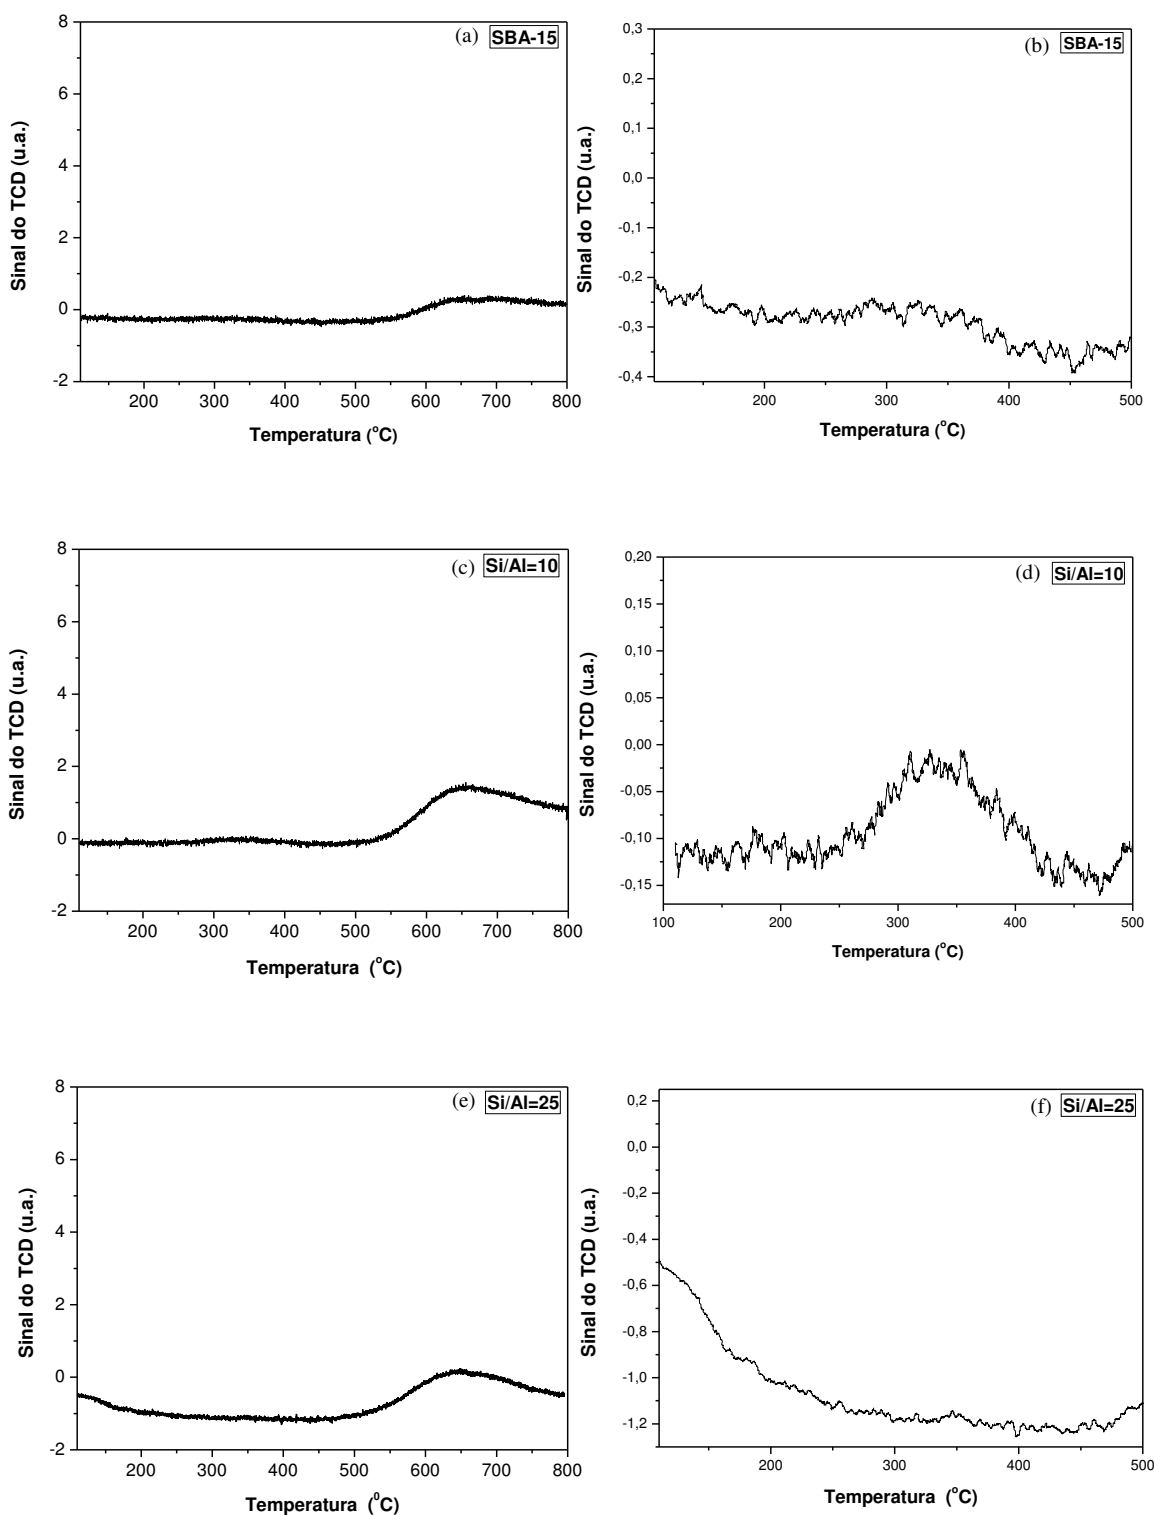 (a) SBA-15
8
6
4
2
0
-2
200 300 400 500 600 700 800
Sinal do TCD (u.a.)
Temperatura (°C)
(b) SBA-15
0,3
0,2
0,1
0,0
-0,1
-0,2
-0,3
-0,4
200 300 400 500
Sinal do TCD (u.a.)
Temperatura (°C)
(c) Si/Al=10
8
6
4
2
0
-2
200 300 400 500 600 700 800
Sinal do TCD (u.a.)
Temperatura (°C)
(d) Si/Al=10
0,20
0,15
0,10
0,05
0,00
-0,05
-0,10
-0,15
100 200 300 400 500
Sinal do TCD (u.a.)
Temperatura (°C)
(e) Si/Al=25
8
6
4
2
0
-2
200 300 400 500 600 700 800
Sinal do TCD (u.a.)
Temperatura (⁰C)
(f) Si/Al=25
0,2
0,0
-0,2
-0,4
-0,6
-0,8
-1,0
-1,2
200 300 400 500
Sinal do TCD (u.a.)
Temperatura (°C)